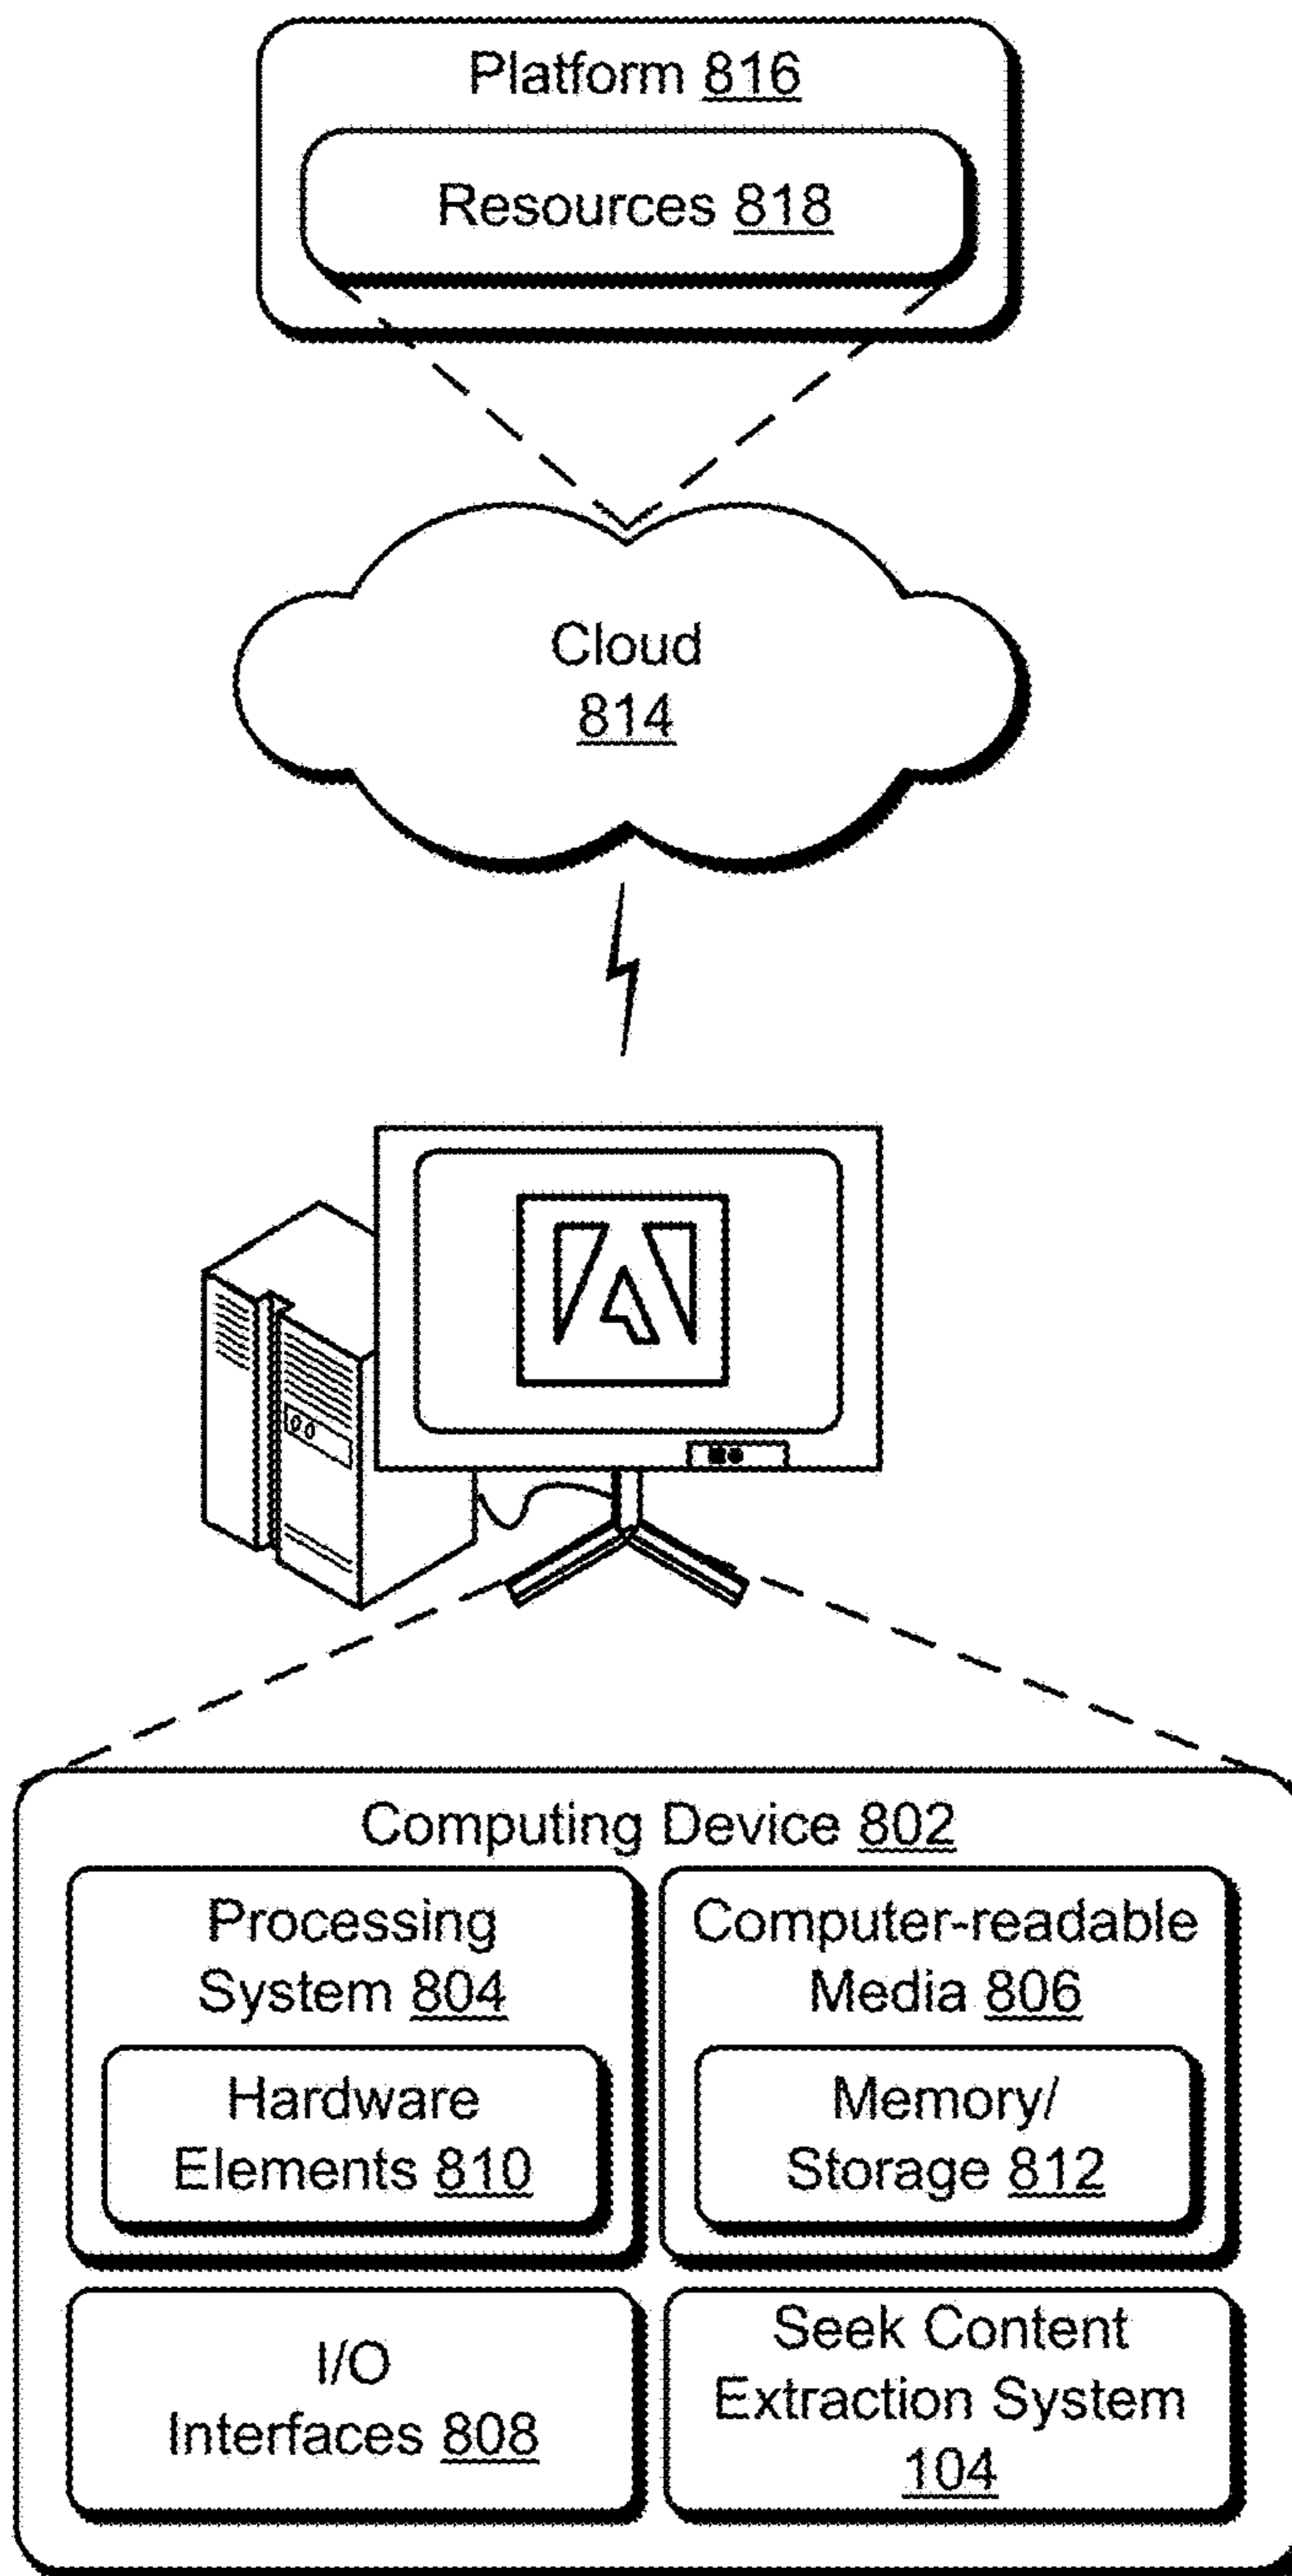 Platform 816
Resources 818
Cloud
814
Computing Device 802
Processing
System 804
Hardware
Elements 810
Computer-readable
Media 806
Memory/
Storage 812
I/O
Interfaces 808
Seek Content
Extraction System
104